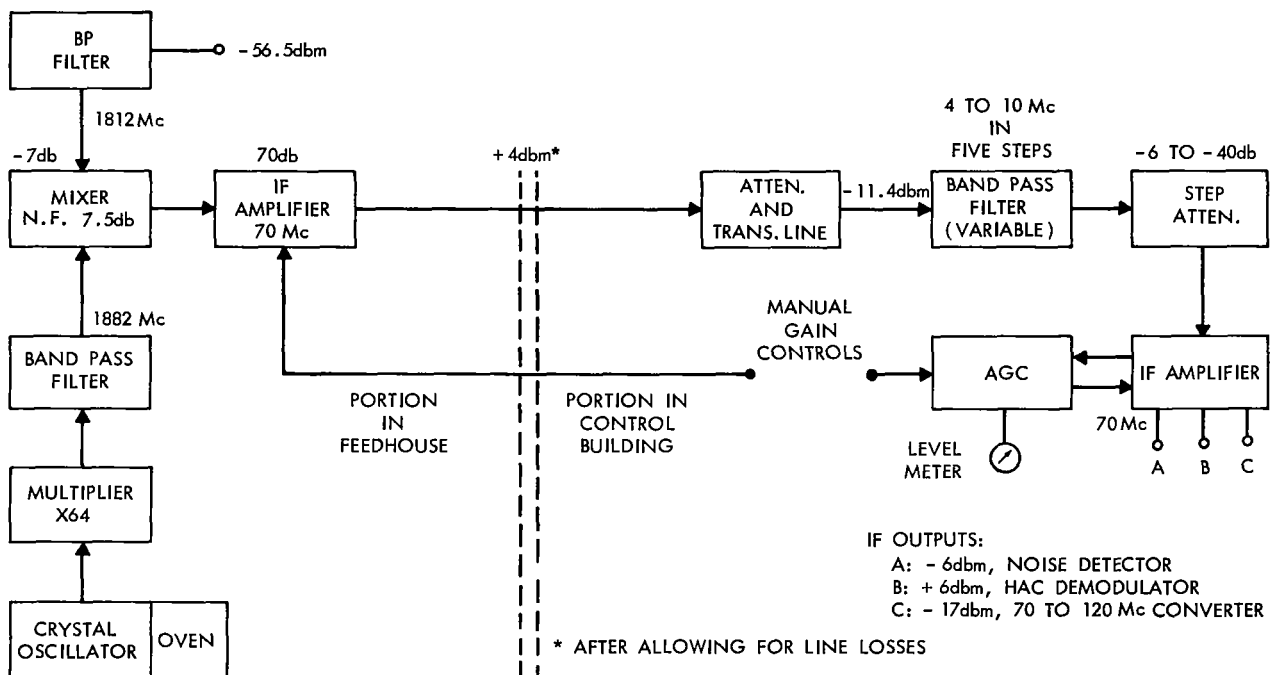 BP
FILTER
-56.5dbm
1812Mc
-7db
MIXER
N.F. 7.5db
70db
IF
AMPLIFIER
70 Mc
+4dbm*
ATTEN.
AND
TRANS. LINE
-11.4dbm
4 TO 10 Mc
IN
FIVE STEPS
BAND PASS
FILTER
(VARIABLE)
-6 TO -40db
STEP
ATTEN.
1882 Mc
BAND PASS
FILTER
MANUAL
GAIN
CONTROLS
AGC
IF AMPLIFIER
70 Mc
PORTION
IN
FEEDHOUSE
PORTION IN
CONTROL
BUILDING
LEVEL
METER
A B C
MULTIPLIER
X64
IF OUTPUTS:
A: -6dbm, NOISE DETECTOR
B: +6dbm, HAC DEMODULATOR
C: -17dbm, 70 TO 120 Mc CONVERTER
CRYSTAL
OSCILLATOR
OVEN
* AFTER ALLOWING FOR LINE LOSSES